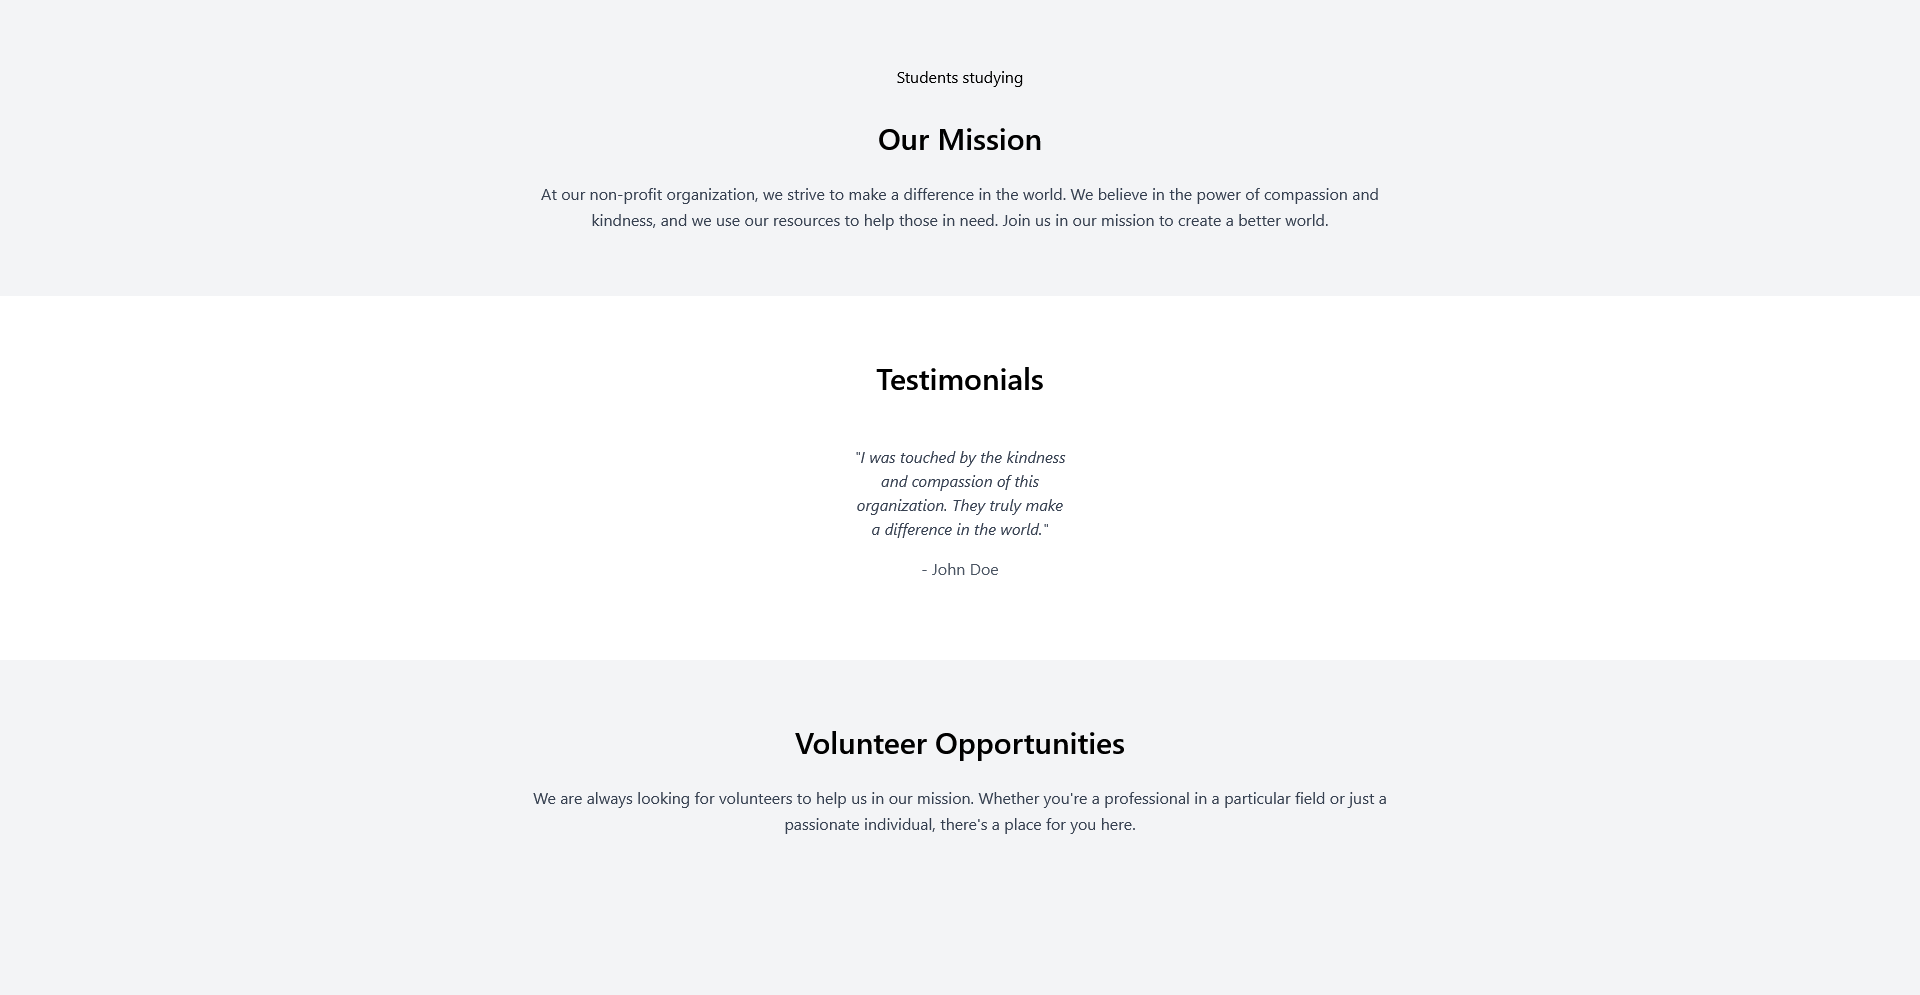 Students studying
Our Mission
At our non-profit organization, we strive to make a difference in the world. We believe in the power of compassion and
kindness, and we use our resources to help those in need. Join us in our mission to create a better world.
Testimonials
"I was touched by the kindness
and compassion of this
organization. They truly make
a difference in the world."
- John Doe
Volunteer Opportunities
We are always looking for volunteers to help us in our mission. Whether you're a professional in a particular field or just a
passionate individual, there's a place for you here.